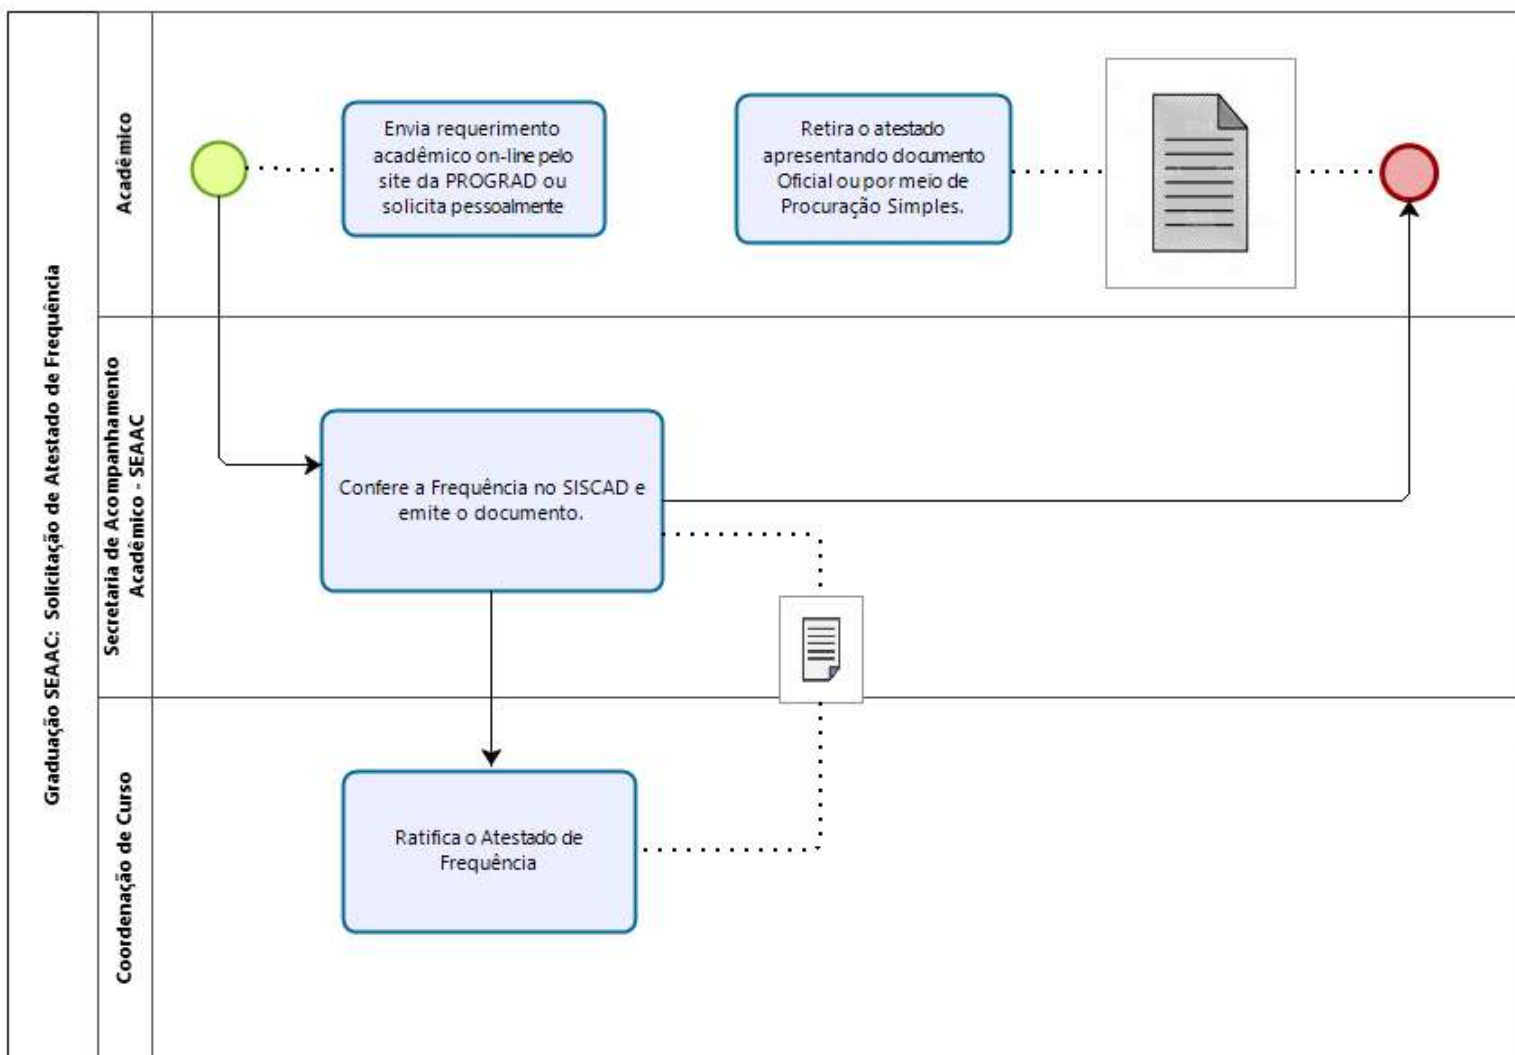 Graduação SEAAC:  Solicitação de Atestado de Frequência
Acadêmico
Envia requerimento
acadêmico on-line pelo
site da PROGRAD ou
solicita pessoalmente
Retira o atestado
apresentando documento
Oficial ou por meio de
Procuração Simples.
Secretaria de Acompanhamento
Acadêmico - SEAAC
Confere a Frequência no SISCAD e
emite o documento.
Coordenação de Curso
Ratifica o Atestado de
Frequência